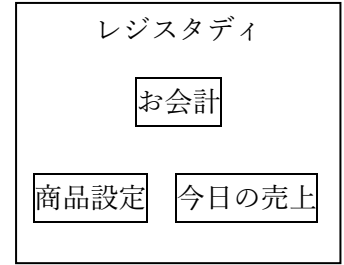 レジスタディ
お会計
商品設定 今日の売上